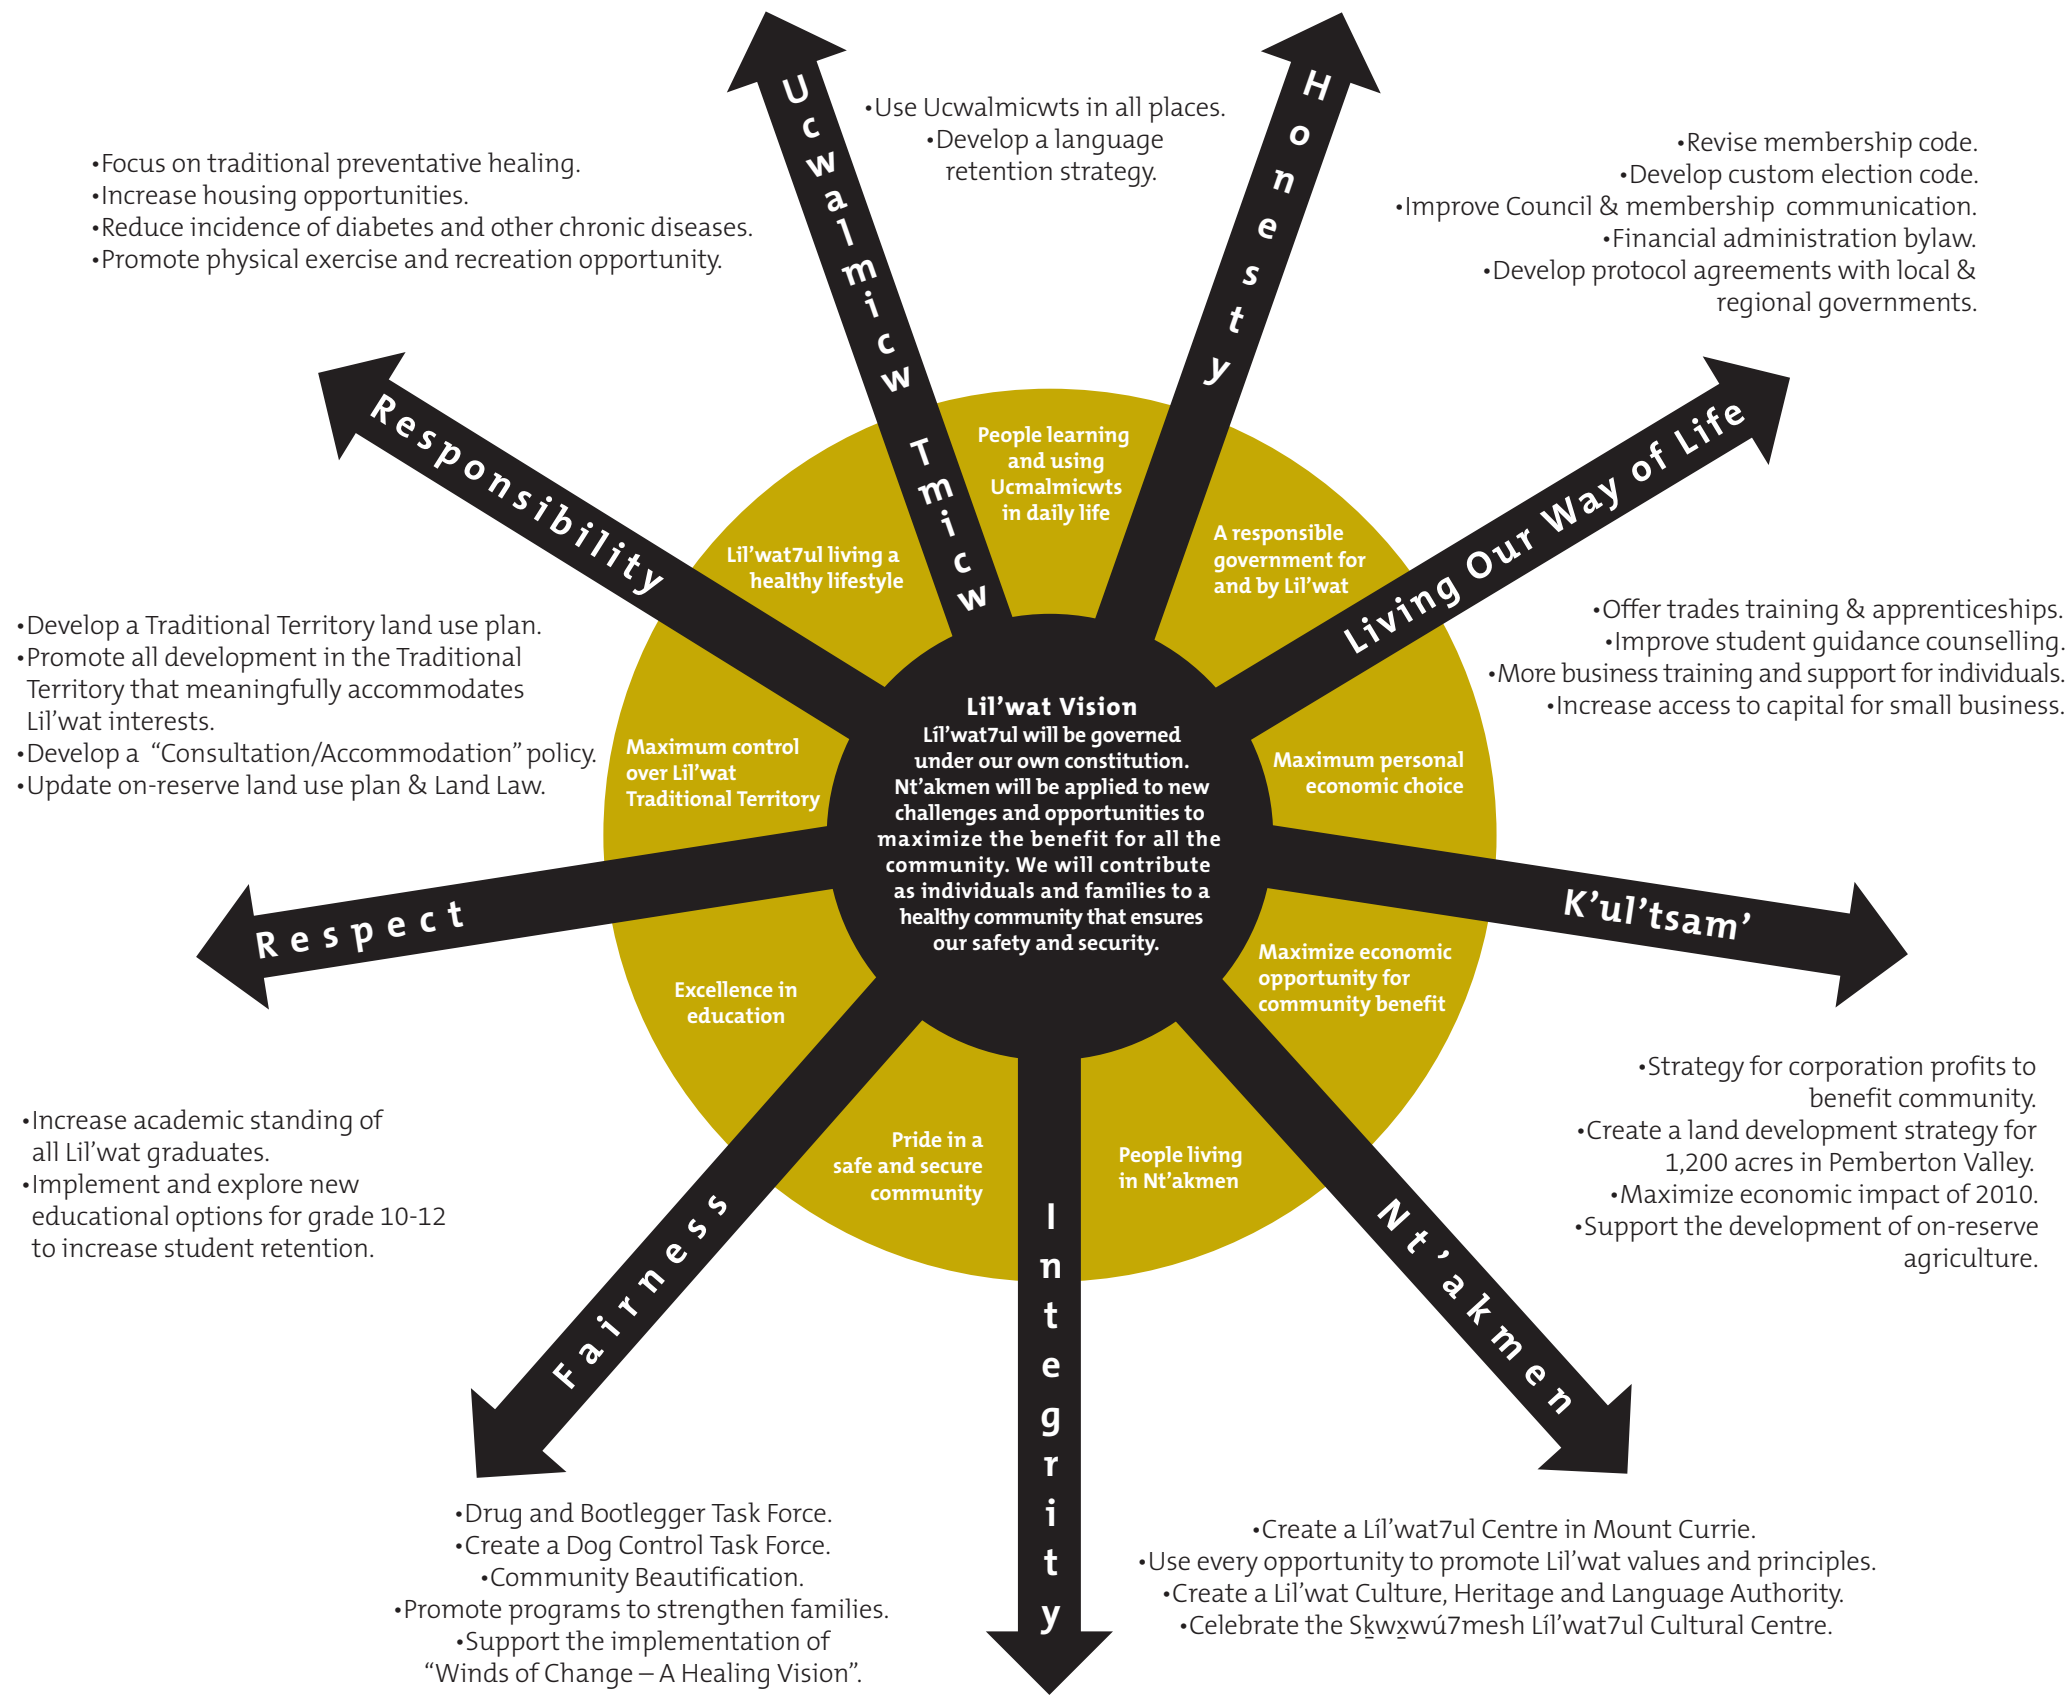 Ucwalmicw Tmicw
•Use Ucwalmicwts in all places.
•Develop a language
retention strategy.
Honesty
•Revise membership code.
•Develop custom election code.
•Improve Council & membership communication.
•Financial administration bylaw.
•Develop protocol agreements with local &
regional governments.
Living Our Way of Life
•Offer trades training & apprenticeships.
•Improve student guidance counselling.
•More business training and support for individuals.
•Increase access to capital for small business.
K’ul’tsam’
•Strategy for corporation profits to
benefit community.
•Create a land development strategy for
1,200 acres in Pemberton Valley.
•Maximize economic impact of 2010.
•Support the development of on-reserve
agriculture.
Nt’akmen
•Create a Líl’wat7ul Centre in Mount Currie.
•Use every opportunity to promote Lil’wat values and principles.
•Create a Lil’wat Culture, Heritage and Language Authority.
•Celebrate the Sḵwx̱wú7mesh Líl’wat7ul Cultural Centre.
Integrity
•Drug and Bootlegger Task Force.
•Create a Dog Control Task Force.
•Community Beautification.
•Promote programs to strengthen families.
•Support the implementation of
“Winds of Change – A Healing Vision”.
Fairness
•Increase academic standing of
all Lil’wat graduates.
•Implement and explore new
educational options for grade 10-12
to increase student retention.
Respect
•Develop a Traditional Territory land use plan.
•Promote all development in the Traditional
Territory that meaningfully accommodates
Lil’wat interests.
•Develop a “Consultation/Accommodation” policy.
•Update on-reserve land use plan & Land Law.
Responsibility
•Focus on traditional preventative healing.
•Increase housing opportunities.
•Reduce incidence of diabetes and other chronic diseases.
•Promote physical exercise and recreation opportunity.
People learning
and using
Ucmalmicwts
in daily life
A responsible
government for
and by Lil’wat
Maximum personal
economic choice
Maximize economic
opportunity for
community benefit
People living
in Nt’akmen
Pride in a
safe and secure
community
Excellence in
education
Maximum control
over Lil’wat
Traditional Territory
Lil’wat7ul living a
healthy lifestyle
Lil’wat Vision
Líl’wat7ul will be governed
under our own constitution.
Nt’akmen will be applied to new
challenges and opportunities to
maximize the benefit for all the
community. We will contribute
as individuals and families to a
healthy community that ensures
our safety and security.